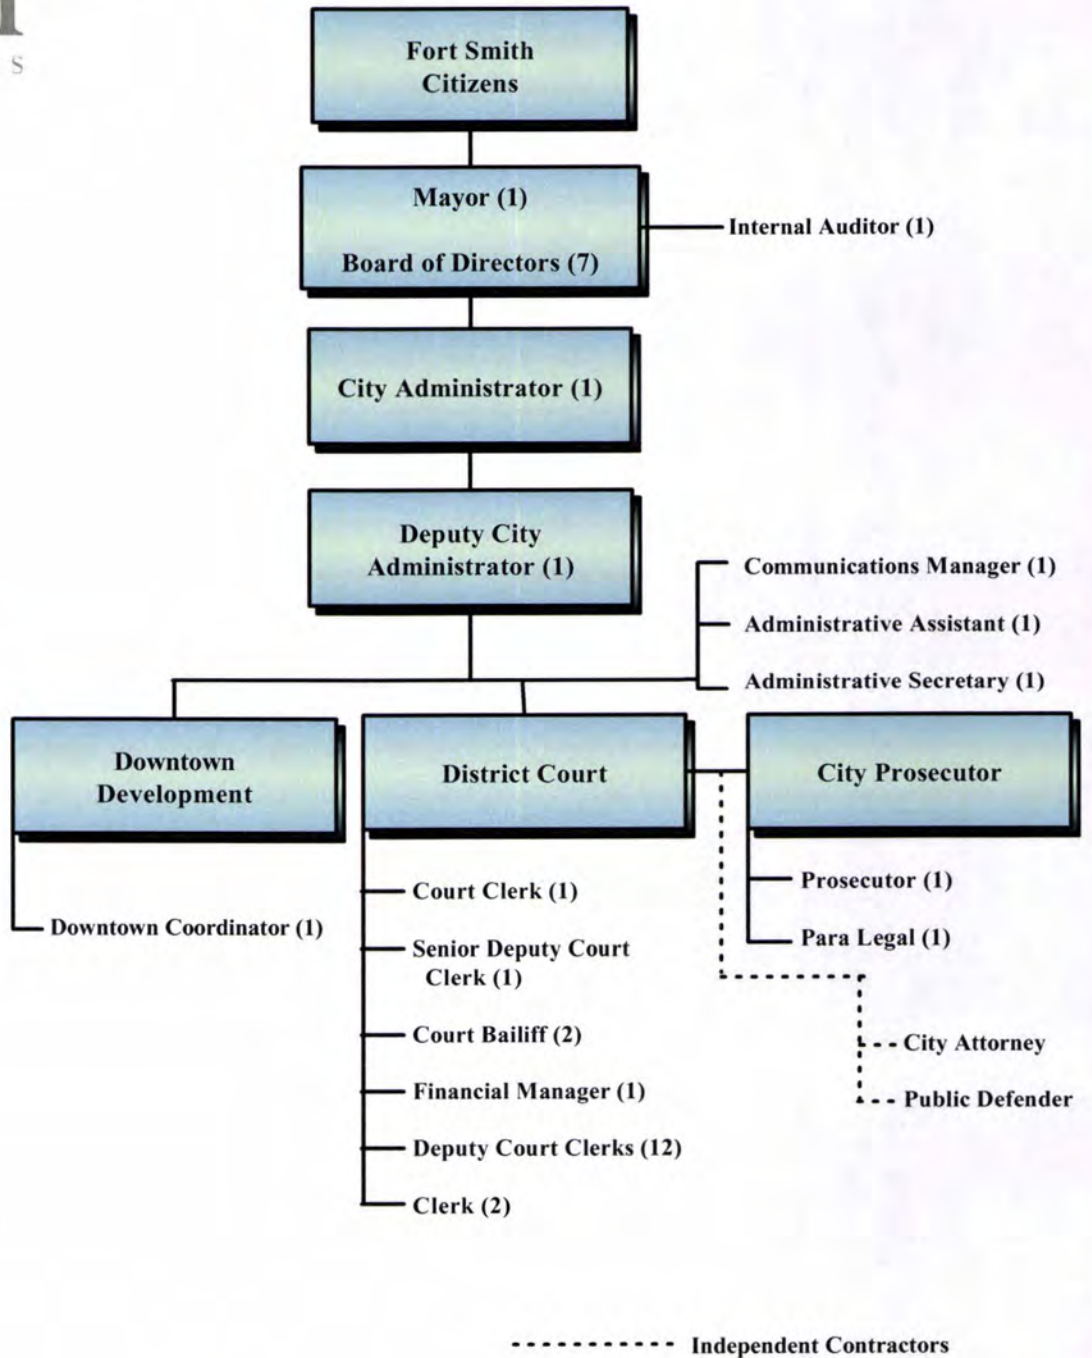 S
Fort Smith
Citizens
Mayor (1)
Board of Directors (7)
Internal Auditor (1)
City Administrator (1)
Deputy City
Administrator (1)
Communications Manager (1)
Administrative Assistant (1)
Administrative Secretary (1)
Downtown
Development
Downtown Coordinator (1)
District Court
Court Clerk (1)
Senior Deputy Court
Clerk (1)
Court Bailiff (2)
Financial Manager (1)
Deputy Court Clerks (12)
Clerk (2)
City Prosecutor
Prosecutor (1)
Para Legal (1)
City Attorney
Public Defender
Independent Contractors